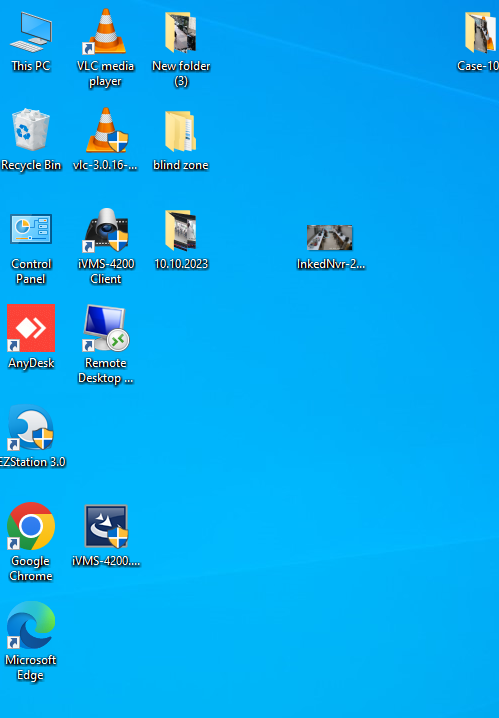 This PC
VLC media
player
New folder
(3)
Case-10
Recycle Bin
vlc-3.0.16-...
blind zone
Control
Panel
iVMS-4200
Client
10.10.2023
InkedNvr-2...
AnyDesk
Remote
Desktop ...
EZStation 3.0
Google
Chrome
iVMS-4200....
Microsoft
Edge